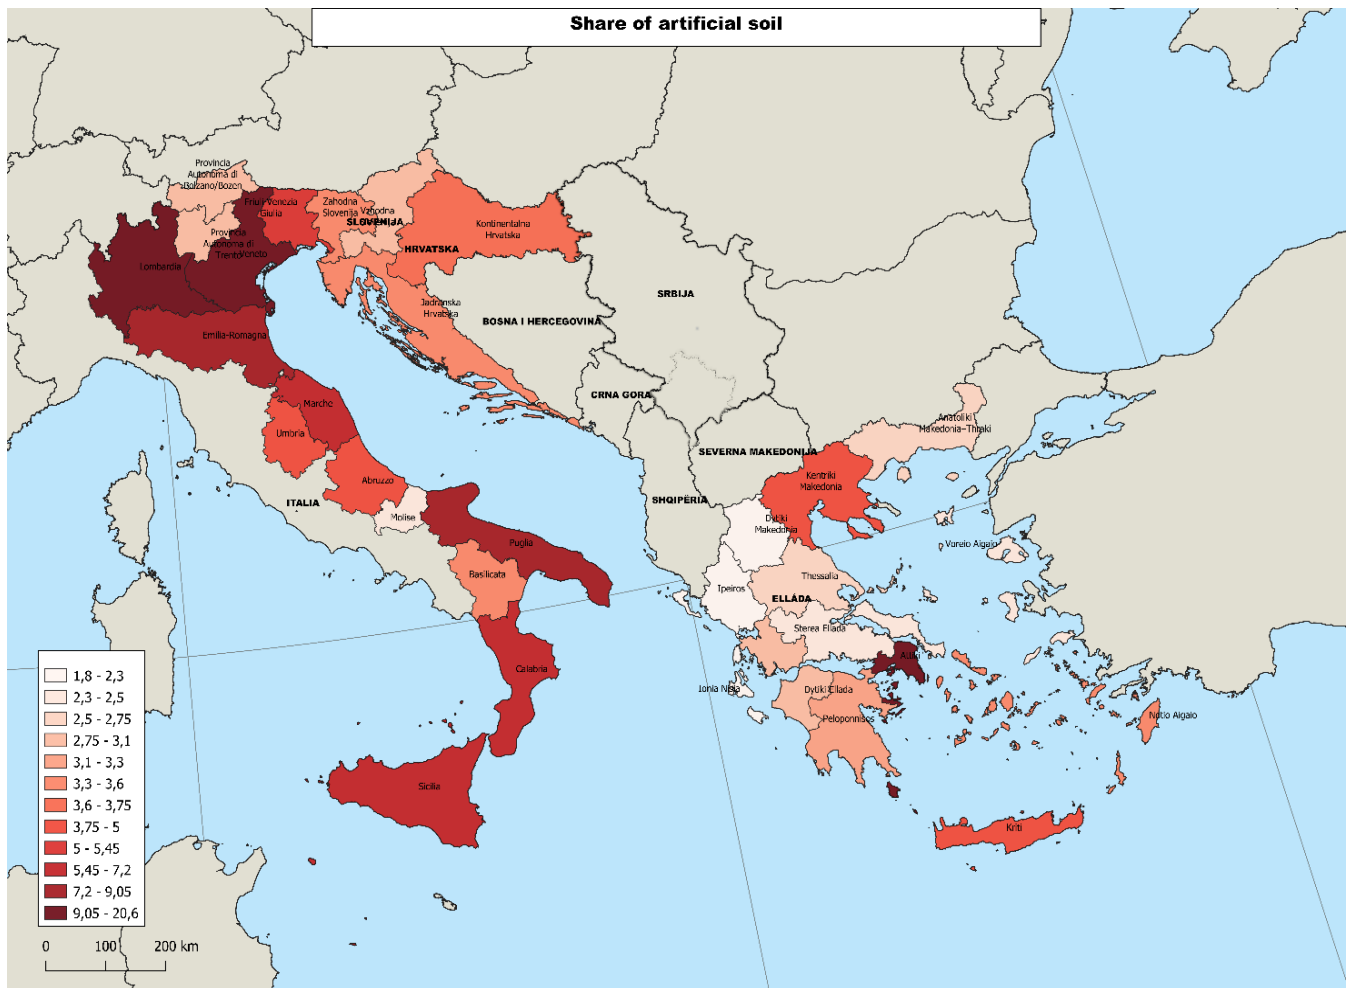 Share of artificial soil
Provincia
Autonoma di
Bolzano/Bozen
Friuli-Venezia
Giulia
Zahodna
Slovenija
Vzhodna
SLOVENIJA
Provincia
Autonoma di
Trento
Veneto
Lombardia
HRVATSKA
Kontinentalna
Hrvatska
Jadranska
Hrvatska
SRBIJA
BOSNA I HERCEGOVINA
Emilia-Romagna
CRNA GORA
Marche
Umbria
Anatoliki
Makedonia-Thraki
SEVERNA MAKEDONIJA
Abruzzo
Kentriki
Makedonia
SHQIPËRIA
ITALIA
Molise
Dytiki
Makedonia
Puglia
Voreio Aigaio
Basilicata
Thessalia
Ipeiros
ELLÁDA
Sterea Ellada
Attiki
Calabria
Ionia Nisia
Dytiki Ellada
Peloponnisos
Notio Aigaio
Sicilia
Kriti
1,8 - 2,3
2,3 - 2,5
2,5 - 2,75
2,75 - 3,1
3,1 - 3,3
3,3 - 3,6
3,6 - 3,75
3,75 - 5
5 - 5,45
5,45 - 7,2
7,2 - 9,05
9,05 - 20,6
0 100 200 km